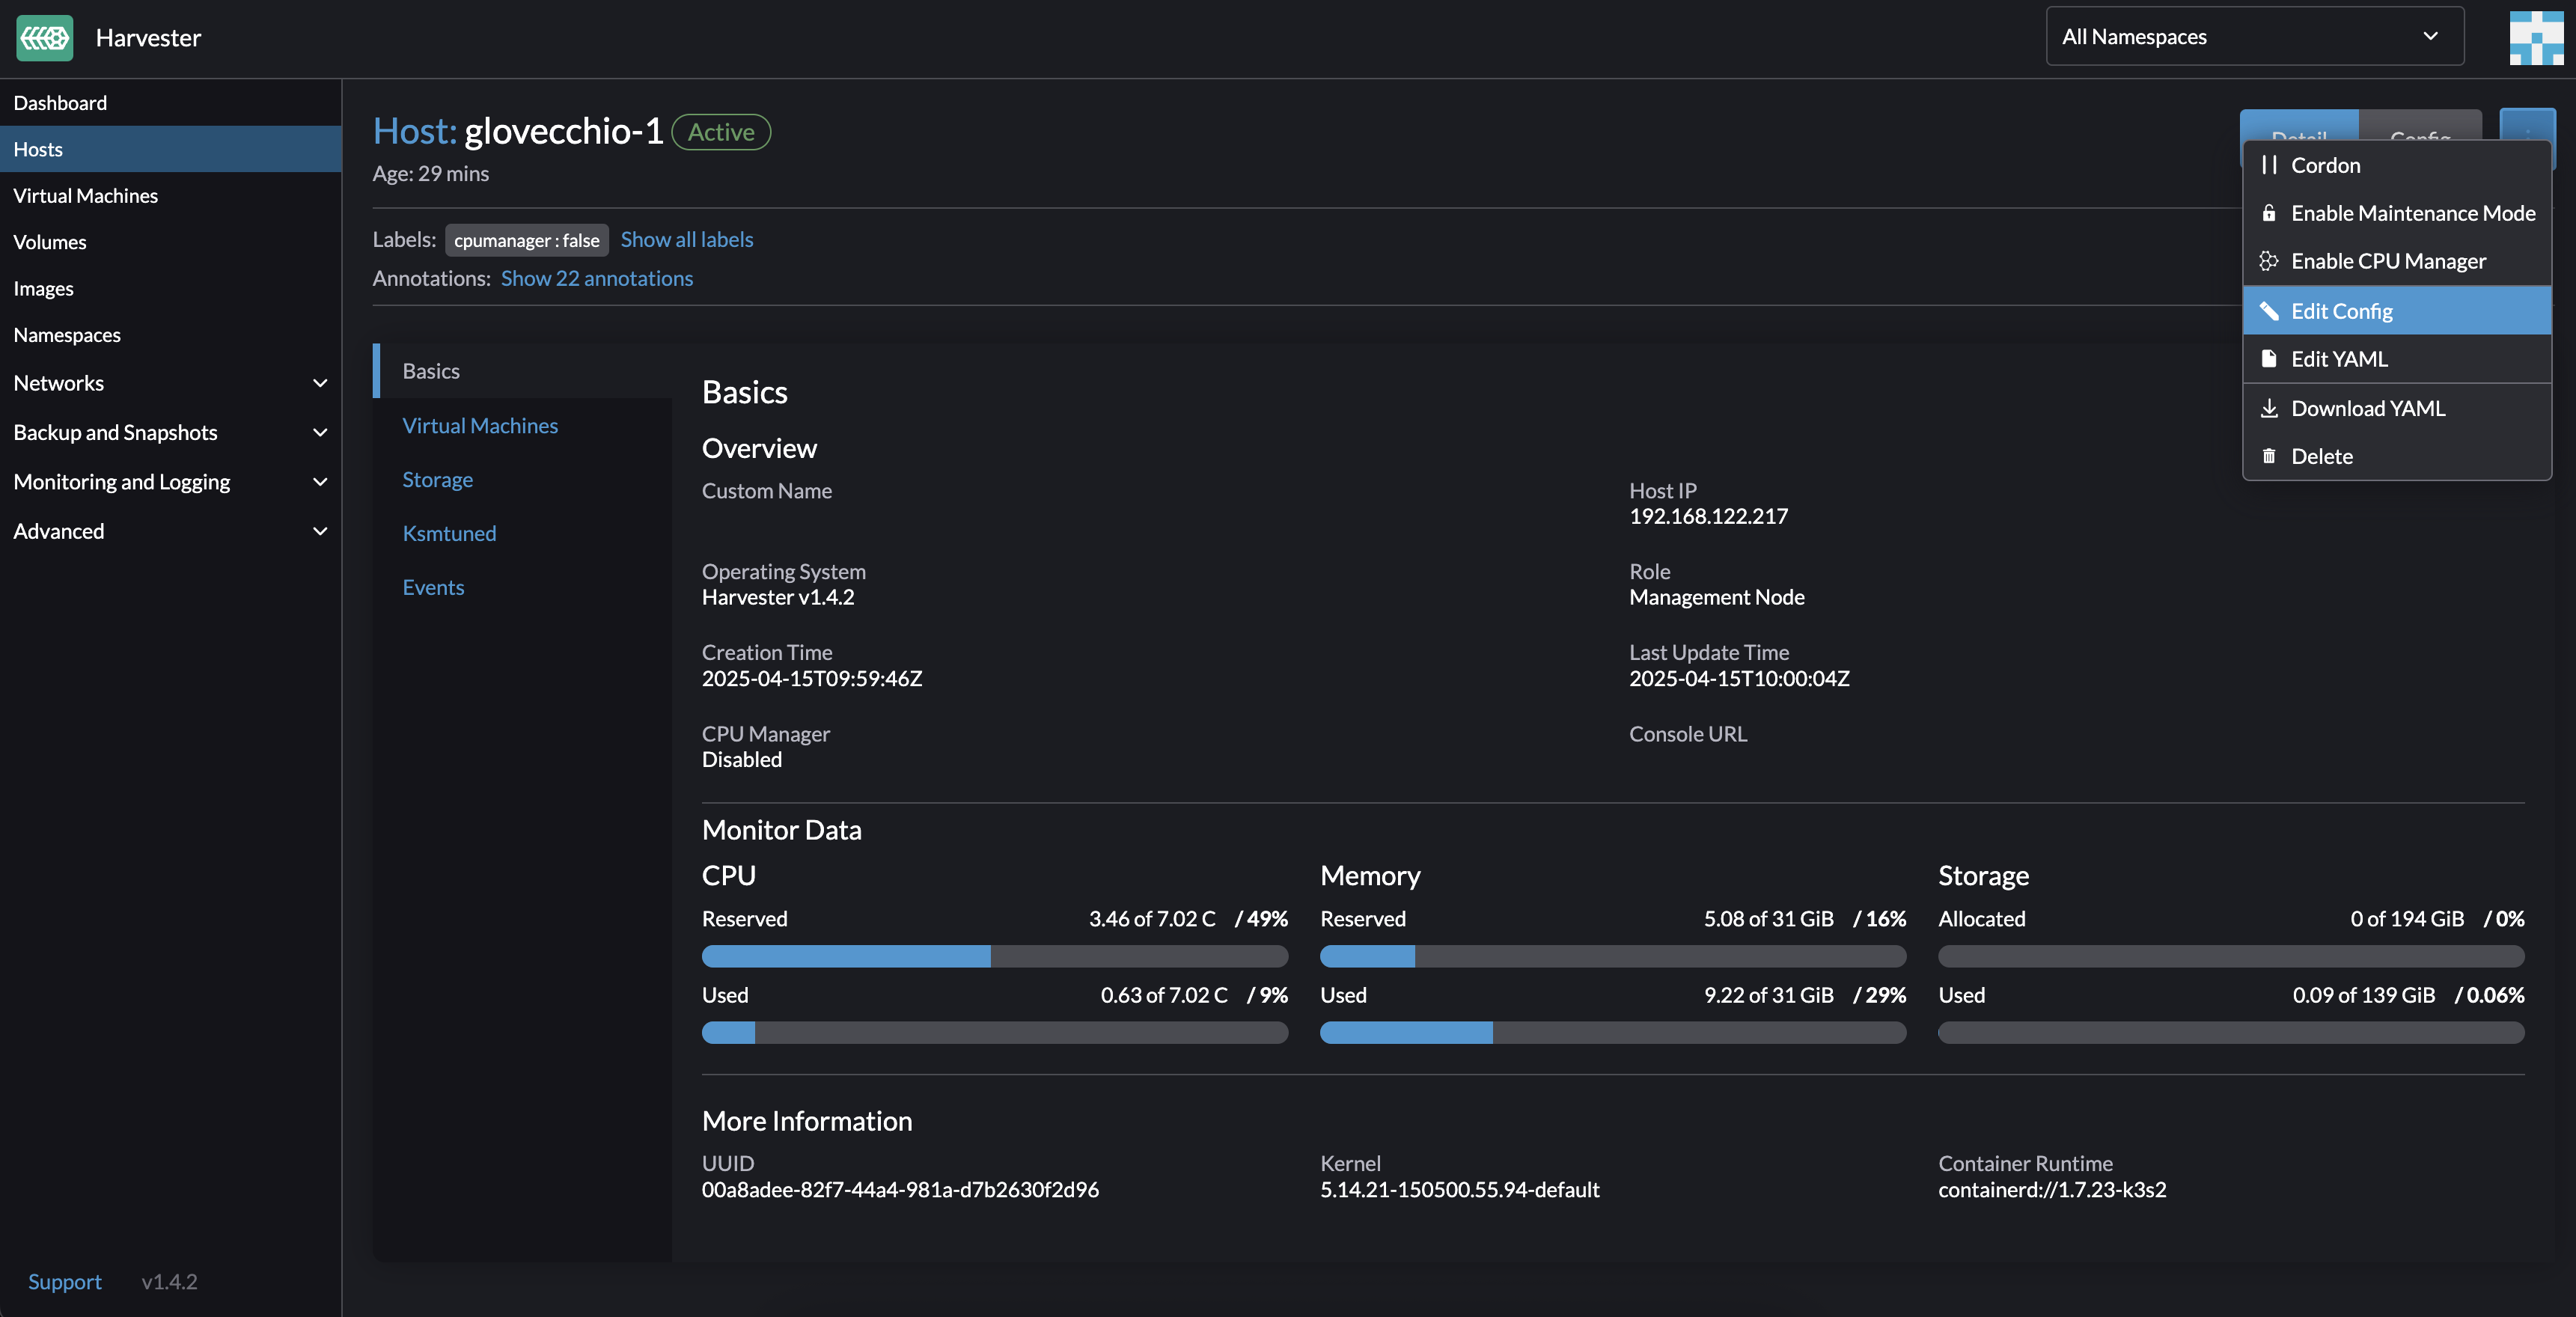 Harvester
All Namespaces
Dashboard
Hosts
Virtual Machines
Volumes
Images
Namespaces
Networks
Backup and Snapshots
Monitoring and Logging
Advanced
Support v1.4.2
Host: glovecchio-1 Active
Age: 29 mins
Detail Config
Labels: cpumanager : false Show all labels
Annotations: Show 22 annotations
Cordon
Enable Maintenance Mode
Enable CPU Manager
Edit Config
Edit YAML
Download YAML
Delete
Basics
Virtual Machines
Storage
Ksmtuned
Events
Basics
Overview
Custom Name
Host IP
192.168.122.217
Operating System
Harvester v1.4.2
Role
Management Node
Creation Time
2025-04-15T09:59:46Z
Last Update Time
2025-04-15T10:00:04Z
CPU Manager
Disabled
Console URL
Monitor Data
CPU
Reserved 3.46 of 7.02 C / 49%
Used 0.63 of 7.02 C / 9%
Memory
Reserved 5.08 of 31 GiB / 16%
Used 9.22 of 31 GiB / 29%
Storage
Allocated 0 of 194 GiB / 0%
Used 0.09 of 139 GiB / 0.06%
More Information
UUID
00a8adee-82f7-44a4-981a-d7b2630f2d96
Kernel
5.14.21-150500.55.94-default
Container Runtime
containerd://1.7.23-k3s2